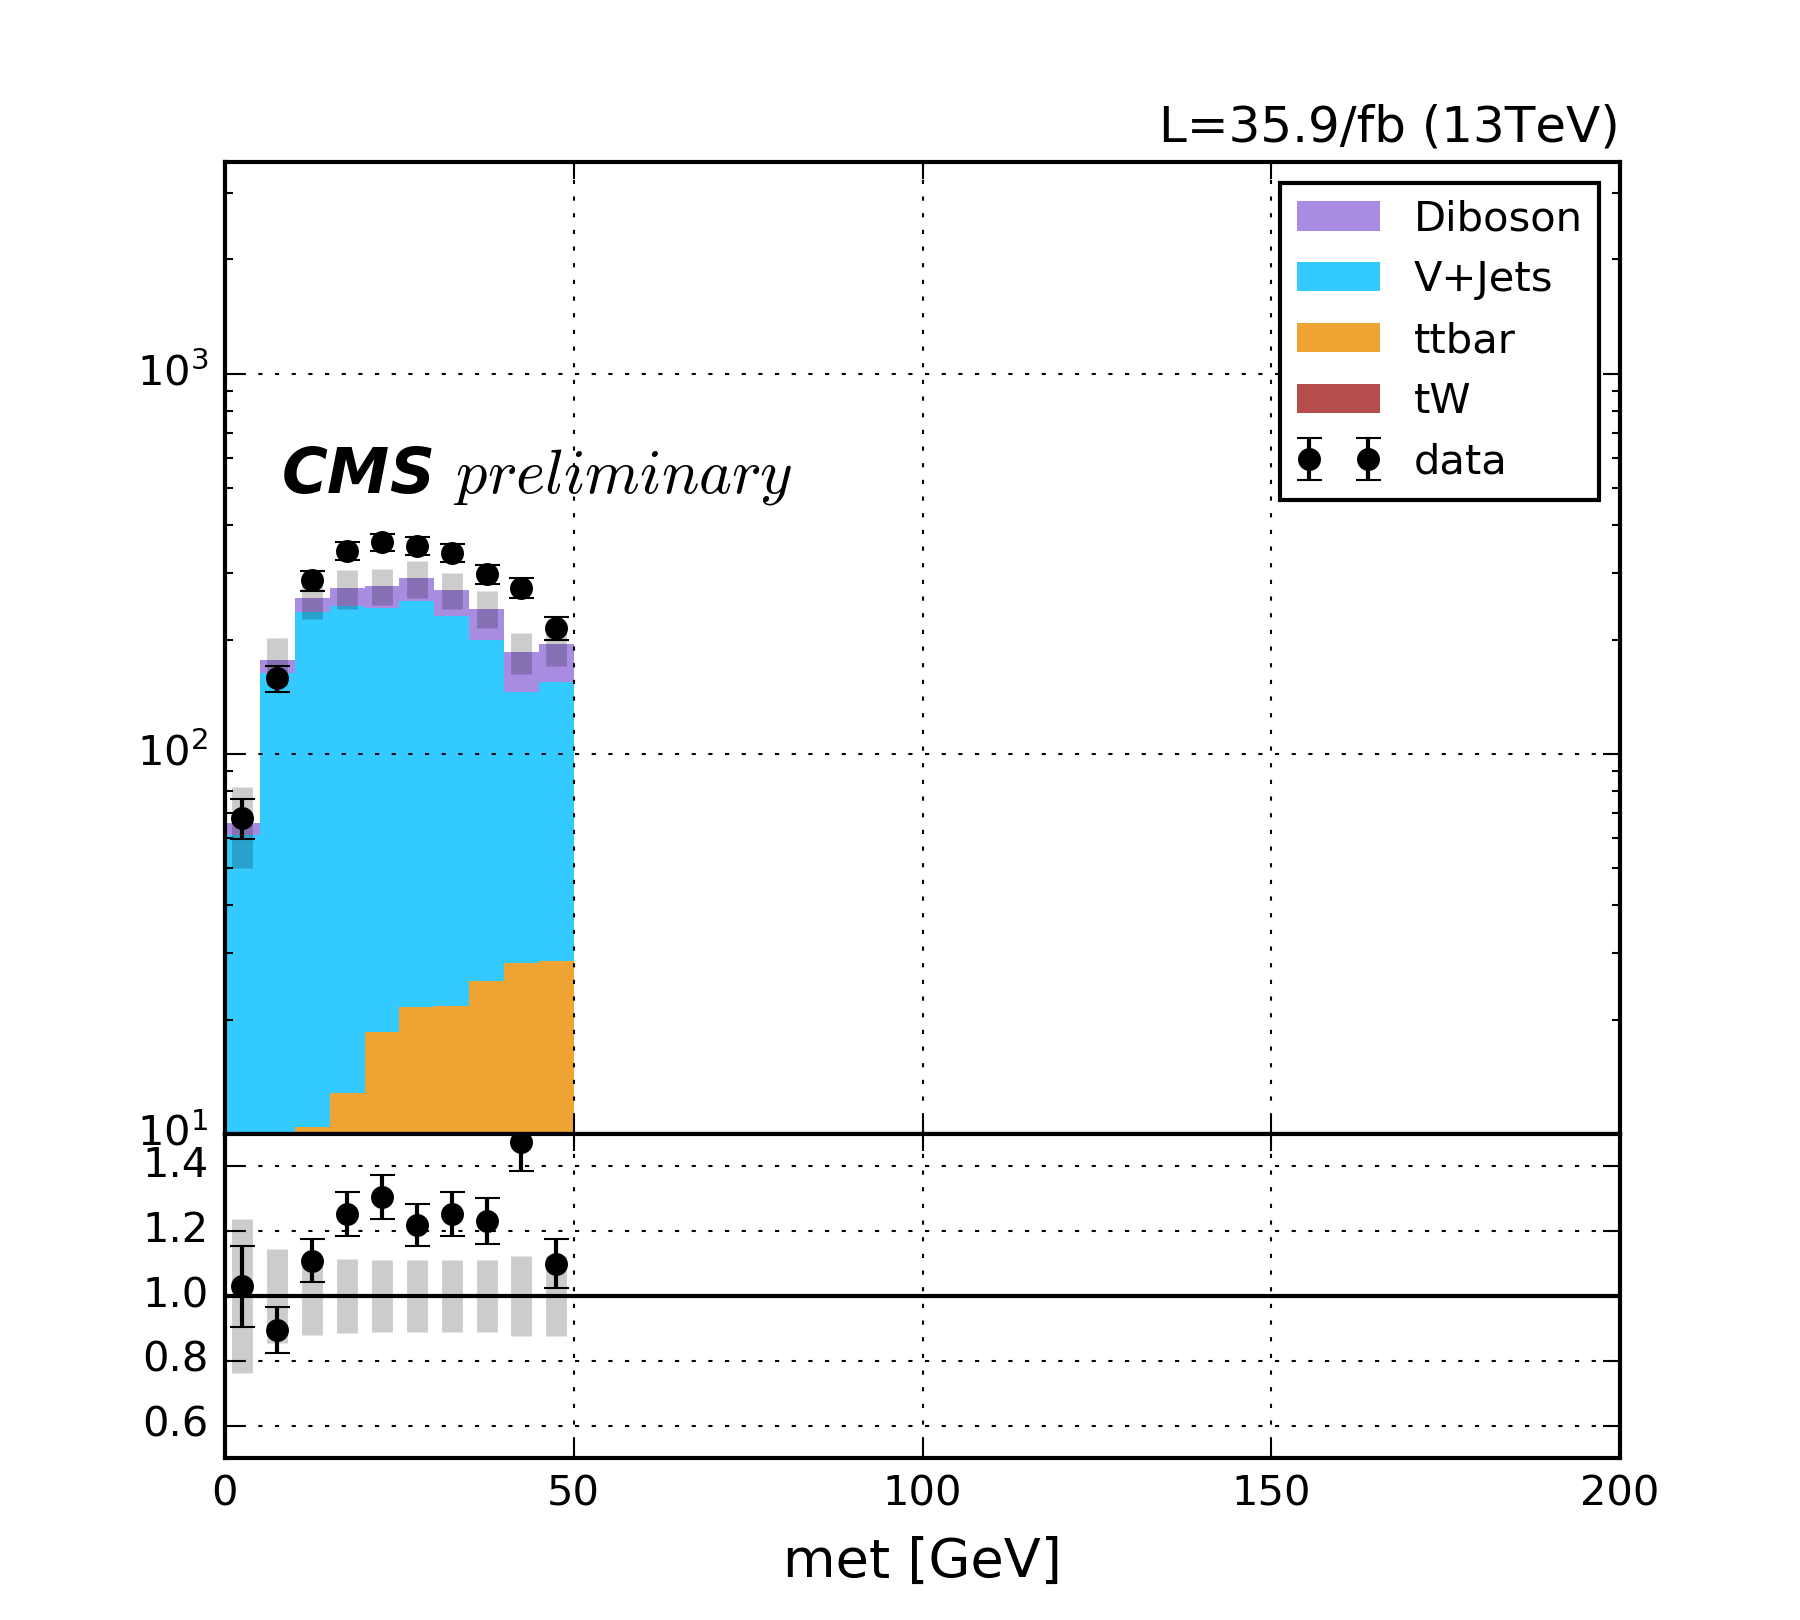 L=35.9/fb (13TeV)
Diboson
V+Jets
ttbar
tW
data
CMS preliminary
10³
10²
10¹
1.4
1.2
1.0
0.8
0.6
0 50 100 150 200
met [GeV]